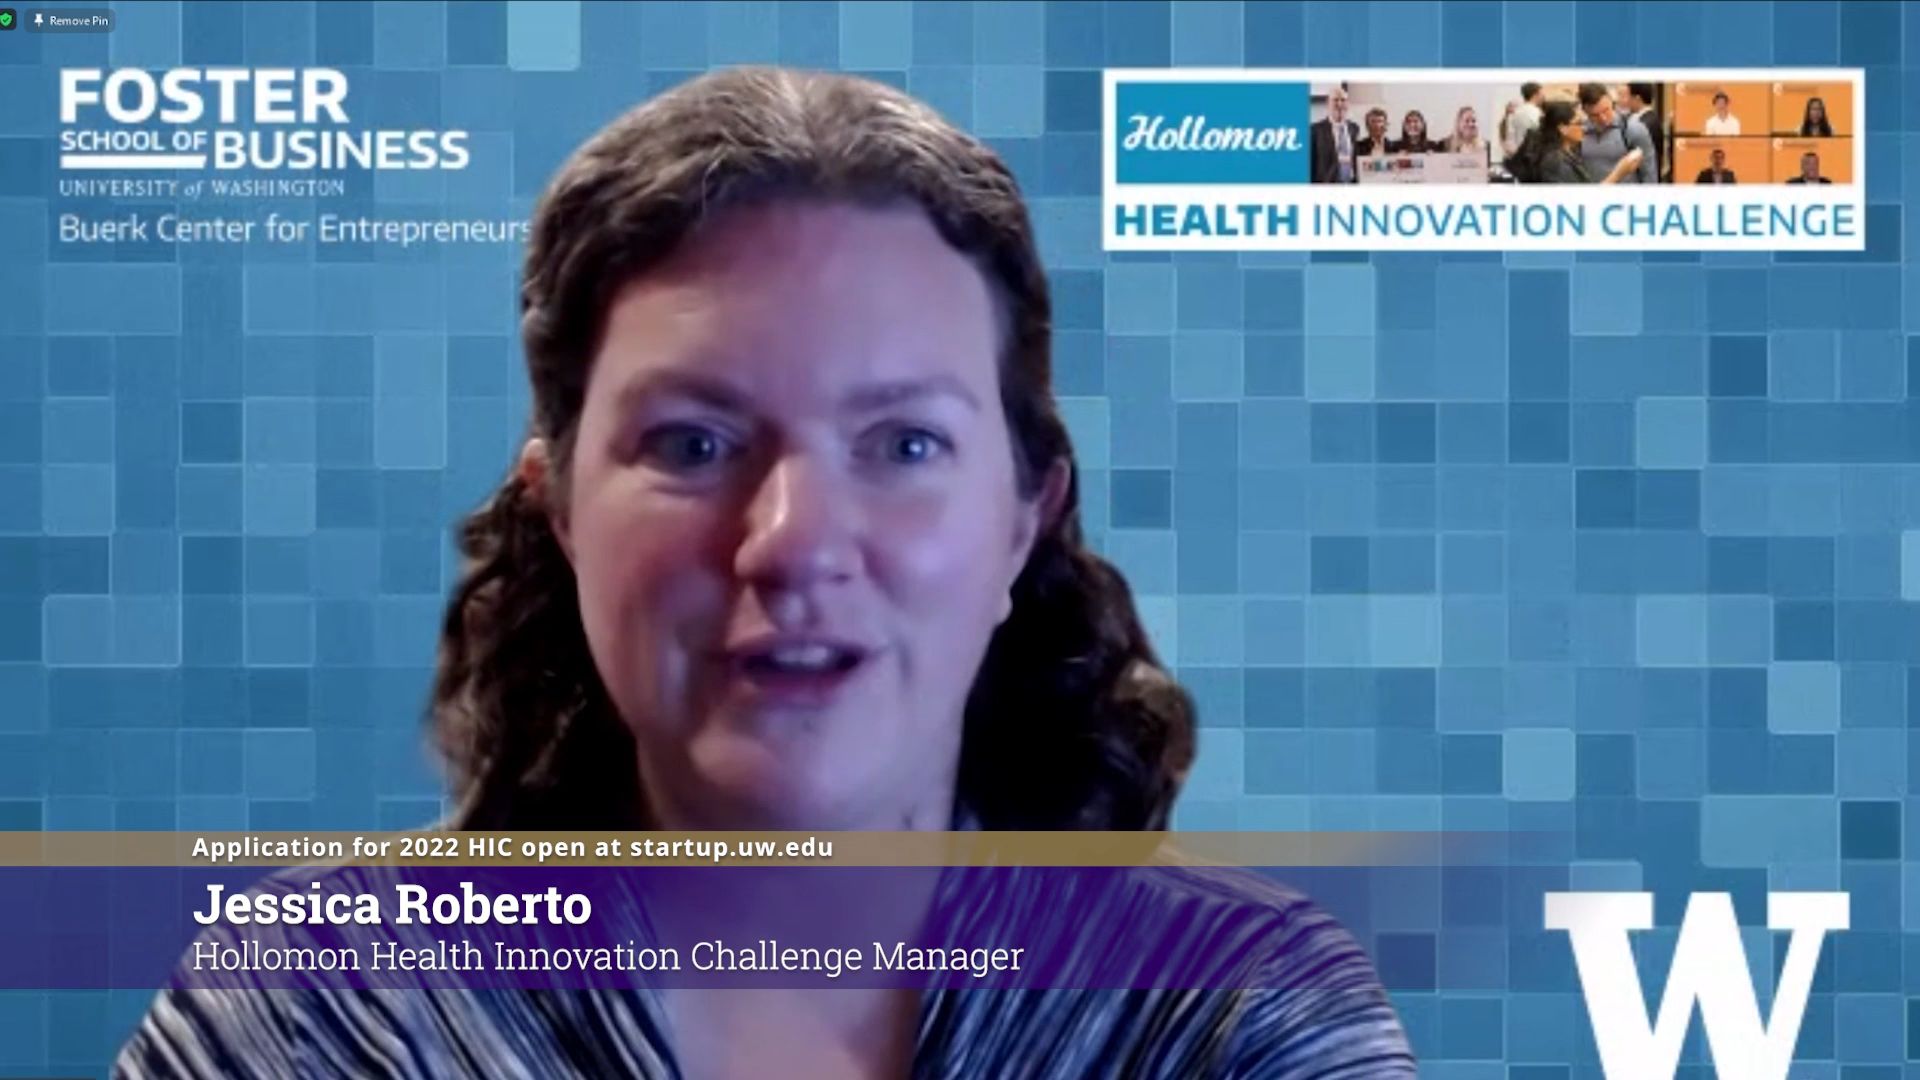 Remove Pin
FOSTER
SCHOOL OF BUSINESS
UNIVERSITY of WASHINGTON
Buerk Center for Entrepreneurs
Hollomon
HEALTH INNOVATION CHALLENGE
Application for 2022 HIC open at startup.uw.edu
Jessica Roberto
Hollomon Health Innovation Challenge Manager
W